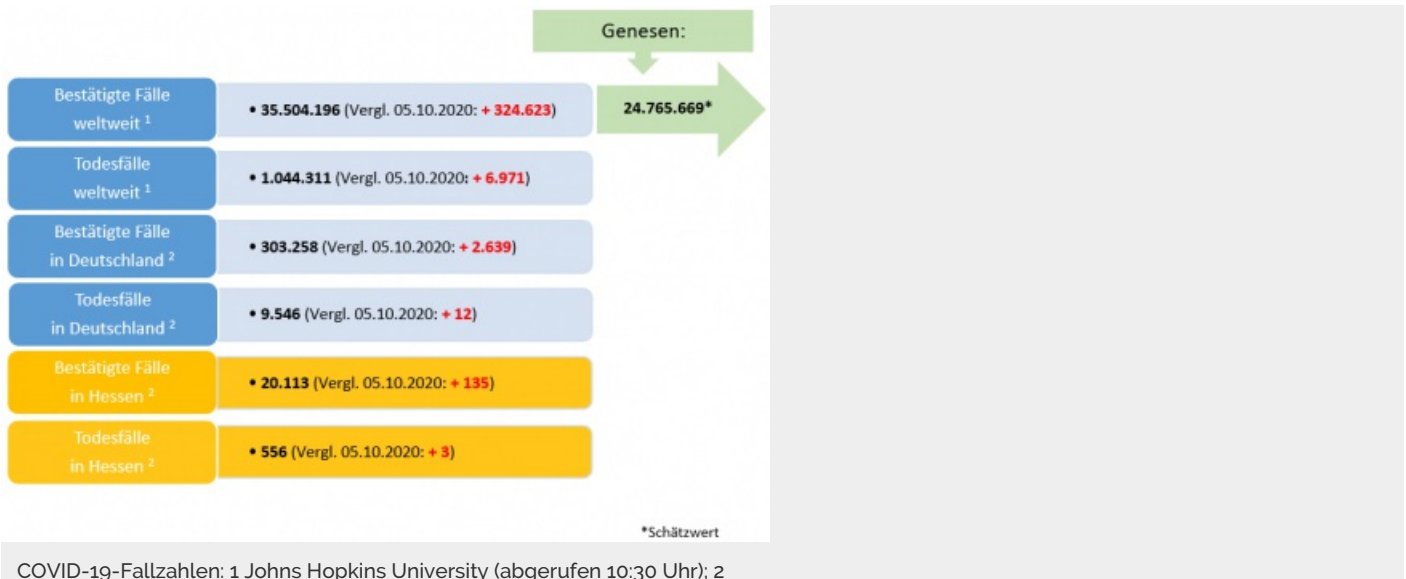 Genesen:
Bestätigte Fälle
weltweit ¹
• 35.504.196 (Vergl. 05.10.2020: + 324.623)
24.765.669*
Todesfälle
weltweit ¹
• 1.044.311 (Vergl. 05.10.2020: + 6.971)
Bestätigte Fälle
in Deutschland ²
• 303.258 (Vergl. 05.10.2020: + 2.639)
Todesfälle
in Deutschland ²
• 9.546 (Vergl. 05.10.2020: + 12)
Bestätigte Fälle
in Hessen ²
• 20.113 (Vergl. 05.10.2020: + 135)
Todesfälle
in Hessen ²
• 556 (Vergl. 05.10.2020: + 3)
*Schätzwert
COVID-19-Fallzahlen: 1 Johns Hopkins University (abgerufen 10:30 Uhr); 2